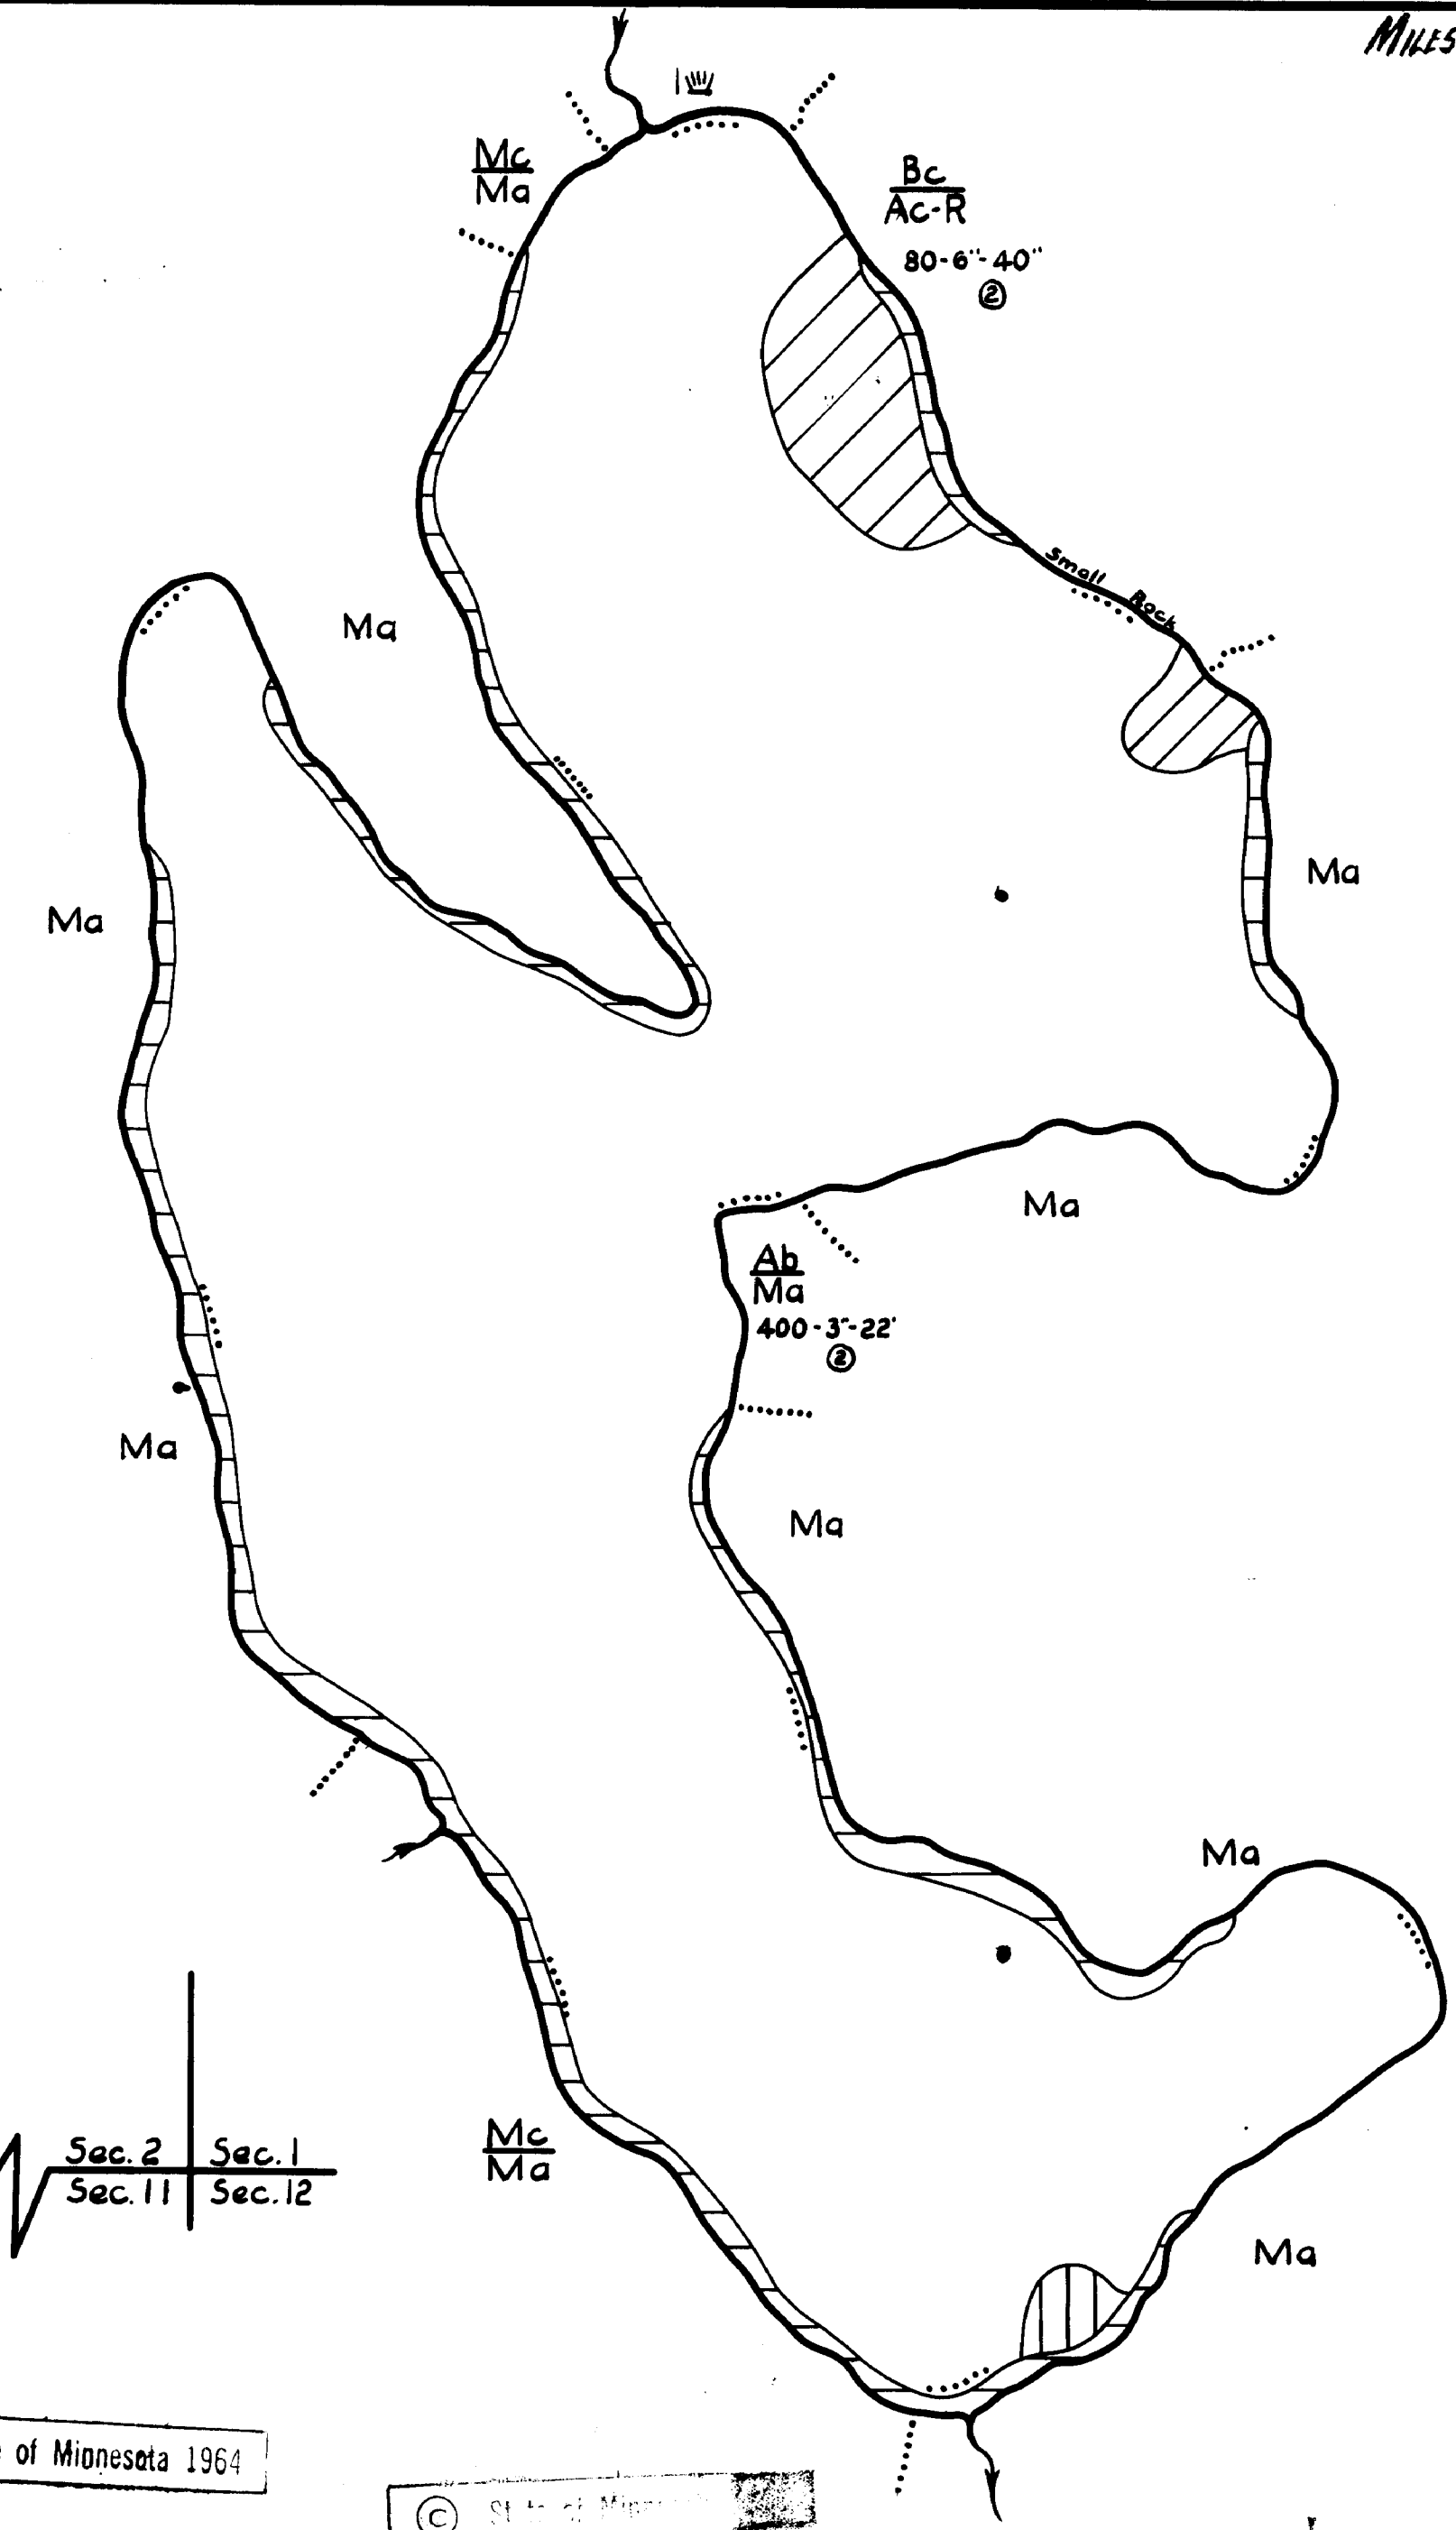 MILES
Mc
Ma
Bc
Ac-R
80-6"-40"
②
Small Rock
Ma
Ma
Ma
Ma
Ab
Ma
400-3"-22'
②
Ma
Ma
Ma
Sec. 2 Sec. 1
Sec. 11 Sec. 12
Mc
Ma
Ma
of Minnesota 1964
© State of